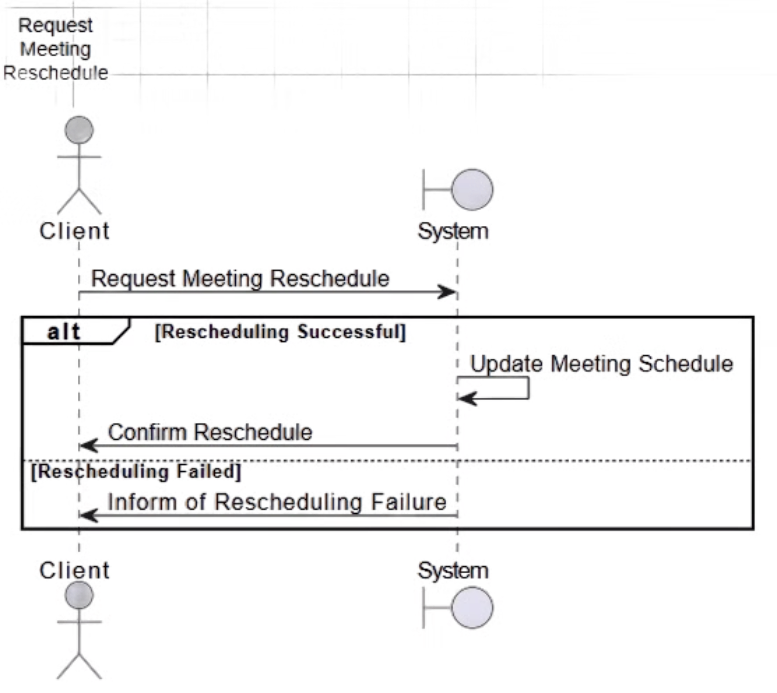 Request
Meeting
Reschedule
Client
System
Request Meeting Reschedule
alt
[Rescheduling Successful]
Update Meeting Schedule
Confirm Reschedule
[Rescheduling Failed]
Inform of Rescheduling Failure
Client
System